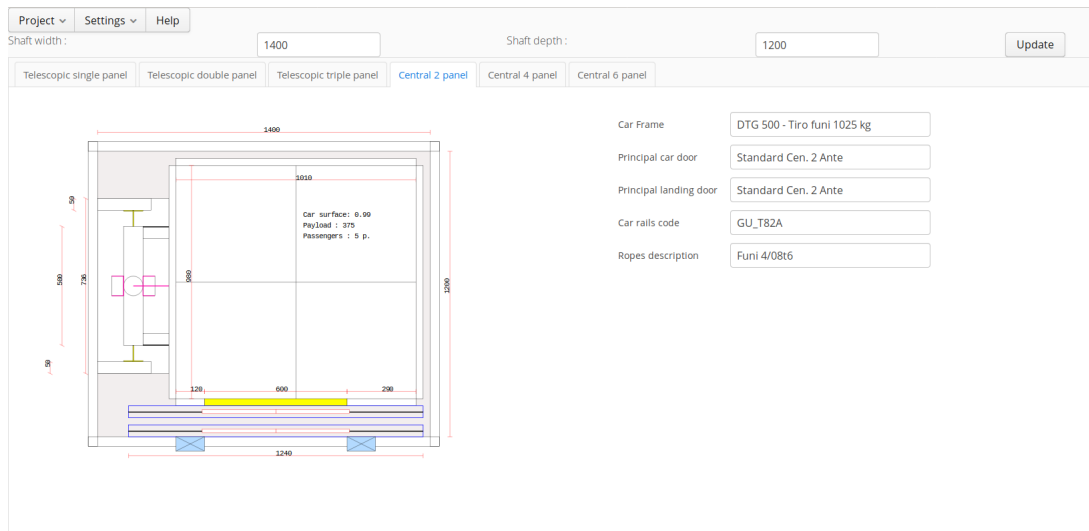 Project Settings Help
Shaft width : 1400 Shaft depth : 1200 Update
Telescopic single panel Telescopic double panel Telescopic triple panel Central 2 panel Central 4 panel Central 6 panel
Car Frame DTG 500 - Tiro funi 1025 kg
Principal car door Standard Cen. 2 Ante
Principal landing door Standard Cen. 2 Ante
Car rails code GU_T82A
Ropes description Funi 4/08t6
1400
1010
50
Car surface: 0.99
Payload : 375
Passengers : 5 p.
500
736
980
1200
50
120 600 290
1240